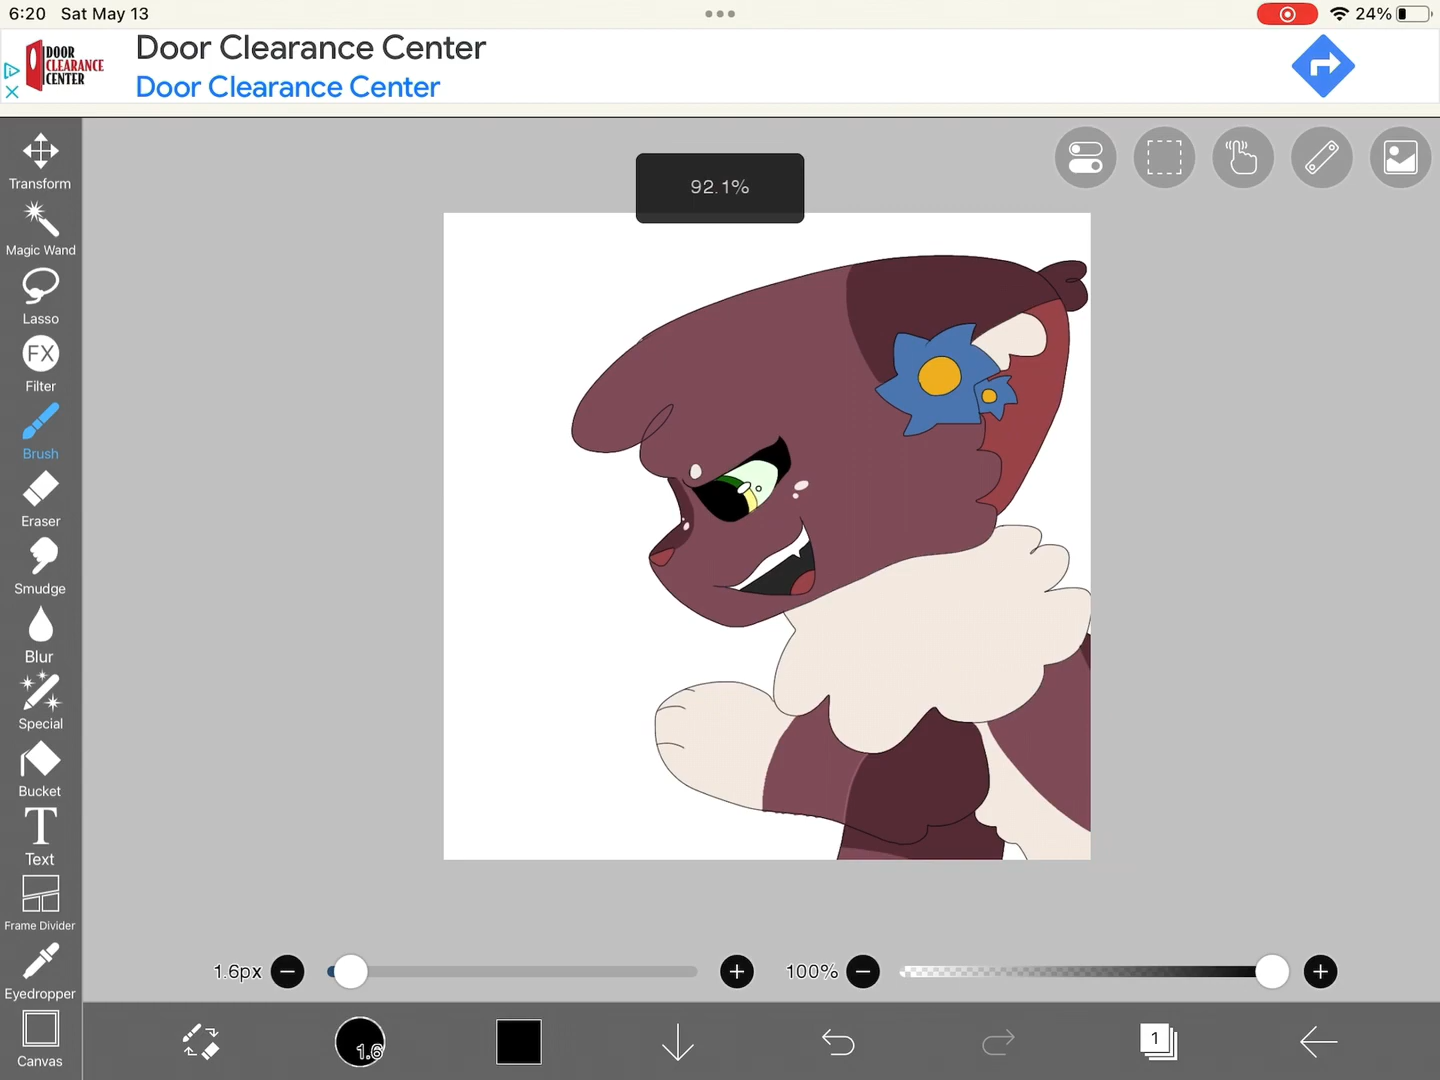 6:20 Sat May 13
24%
DOOR
CLEARANCE
CENTER
Door Clearance Center
Door Clearance Center
92.1%
Transform
Magic Wand
Lasso
FX
Filter
Brush
Eraser
Smudge
Blur
Special
Bucket
T
Text
Frame Divider
Eyedropper
Canvas
1.6px
100%
1.6
1